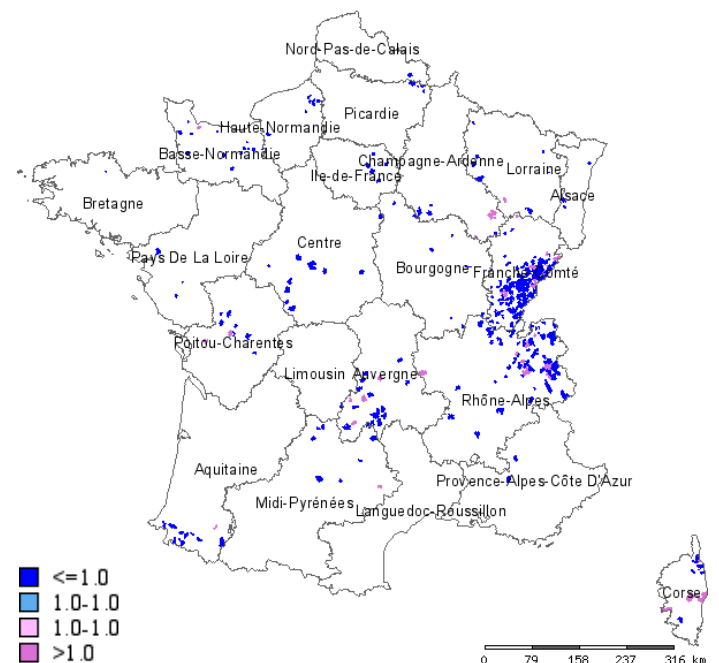 Nord-Pas-de-Calais
Picardie
Haute-Normandie
Basse-Normandie
Champagne-Ardenne
Ile-de-France
Lorraine
Alsace
Bretagne
Pays De La Loire
Centre
Bourgogne
Franche-Comté
Poitou-Charentes
Limousin
Auvergne
Rhône-Alpes
Aquitaine
Midi-Pyrénées
Provence-Alpes-Côte D'Azur
Languedoc-Roussillon
Corse
<=1.0
1.0-1.0
1.0-1.0
>1.0
0 79 158 237 316 km